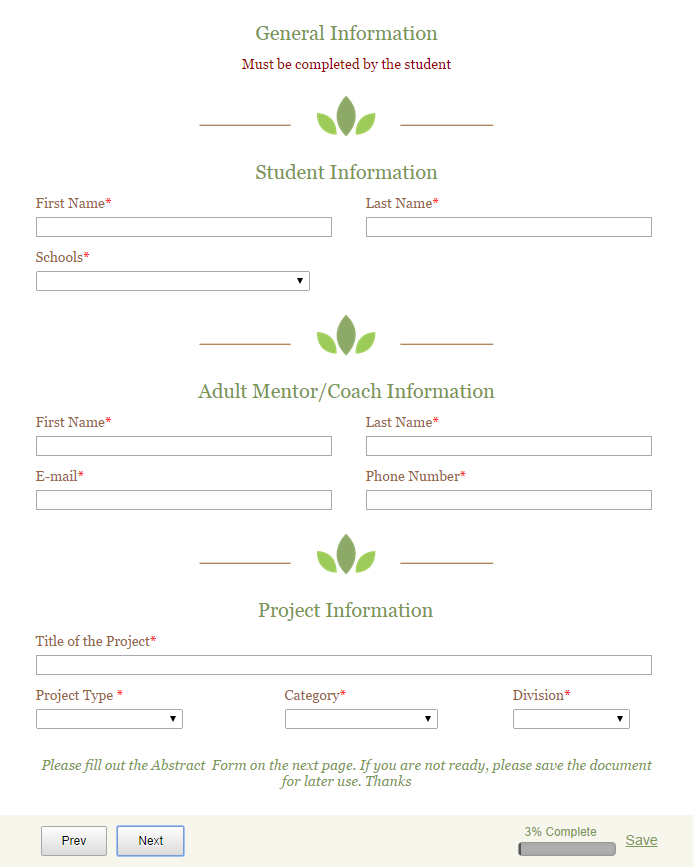 General Information
Must be completed by the student
Student Information
First Name* Last Name*
Schools*
Adult Mentor/Coach Information
First Name* Last Name*
E-mail* Phone Number*
Project Information
Title of the Project*
Project Type * Category* Division*
Please fill out the Abstract  Form on the next page. If you are not ready, please save the document
for later use. Thanks
Prev Next 3% Complete Save